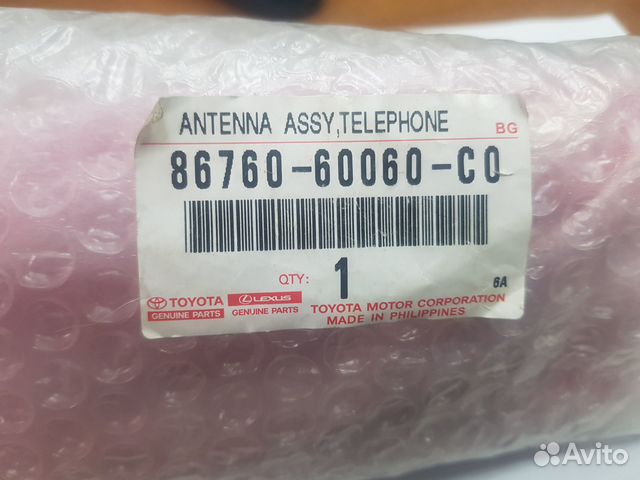 ANTENNA ASSY,TELEPHONE BG
86760-60060-C0
QTY: 1 6A
TOYOTA LEXUS
GENUINE PARTS GENUINE PARTS
TOYOTA MOTOR CORPORATION
MADE IN PHILIPPINES
Avito